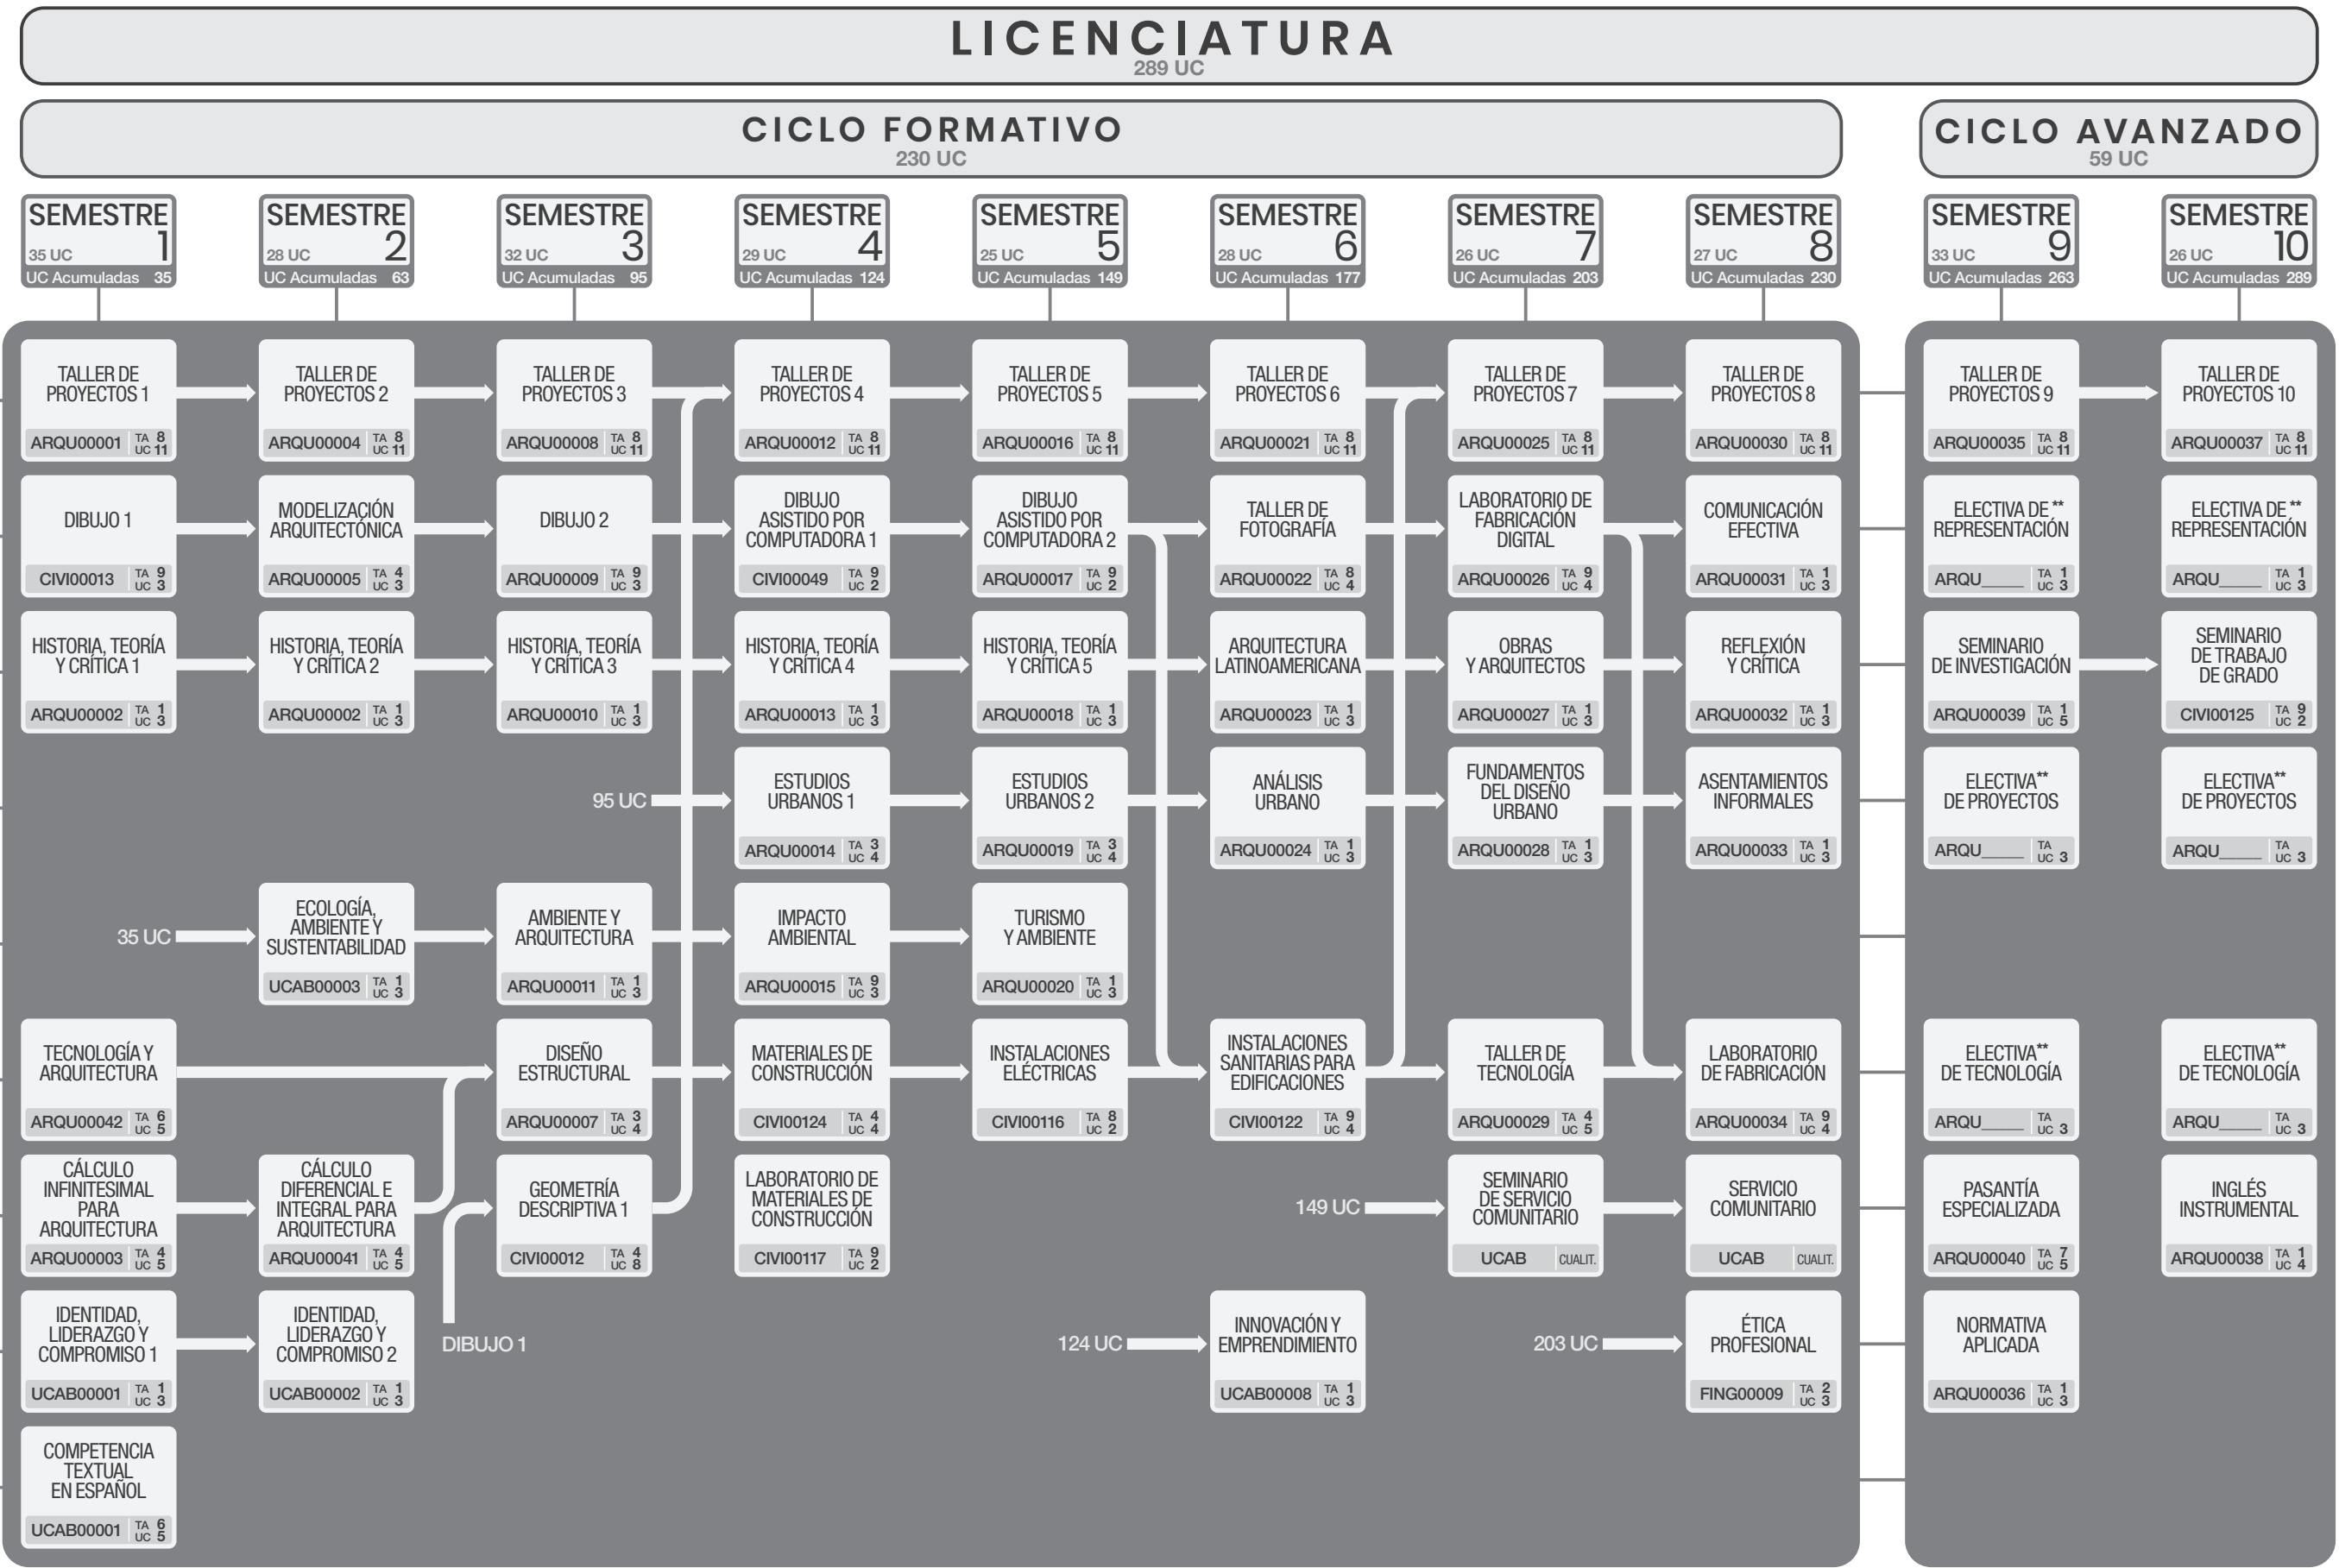 LICENCIATURA
289 UC
CICLO FORMATIVO
230 UC
CICLO AVANZADO
59 UC
SEMESTRE
35 UC 1
UC Acumuladas 35
SEMESTRE
28 UC 2
UC Acumuladas 63
SEMESTRE
32 UC 3
UC Acumuladas 95
SEMESTRE
29 UC 4
UC Acumuladas 124
SEMESTRE
25 UC 5
UC Acumuladas 149
SEMESTRE
28 UC 6
UC Acumuladas 177
SEMESTRE
26 UC 7
UC Acumuladas 203
SEMESTRE
27 UC 8
UC Acumuladas 230
SEMESTRE
33 UC 9
UC Acumuladas 263
SEMESTRE
26 UC 10
UC Acumuladas 289
TALLER DE
PROYECTOS 1
ARQU00001 TA 8
UC 11
TALLER DE
PROYECTOS 2
ARQU00004 TA 8
UC 11
TALLER DE
PROYECTOS 3
ARQU00008 TA 8
UC 11
TALLER DE
PROYECTOS 4
ARQU00012 TA 8
UC 11
TALLER DE
PROYECTOS 5
ARQU00016 TA 8
UC 11
TALLER DE
PROYECTOS 6
ARQU00021 TA 8
UC 11
TALLER DE
PROYECTOS 7
ARQU00025 TA 8
UC 11
TALLER DE
PROYECTOS 8
ARQU00030 TA 8
UC 11
TALLER DE
PROYECTOS 9
ARQU00035 TA 8
UC 11
TALLER DE
PROYECTOS 10
ARQU00037 TA 8
UC 11
DIBUJO 1
CIVI00013 TA 9
UC 3
MODELIZACIÓN
ARQUITECTÓNICA
ARQU00005 TA 4
UC 3
DIBUJO 2
ARQU00009 TA 9
UC 3
DIBUJO
ASISTIDO POR
COMPUTADORA 1
CIVI00049 TA 9
UC 2
DIBUJO
ASISTIDO POR
COMPUTADORA 2
ARQU00017 TA 9
UC 2
TALLER DE
FOTOGRAFÍA
ARQU00022 TA 8
UC 4
LABORATORIO DE
FABRICACIÓN
DIGITAL
ARQU00026 TA 9
UC 4
COMUNICACIÓN
EFECTIVA
ARQU00031 TA 1
UC 3
ELECTIVA DE **
REPRESENTACIÓN
ARQU_____ TA 1
UC 3
ELECTIVA DE **
REPRESENTACIÓN
ARQU_____ TA 1
UC 3
HISTORIA, TEORÍA
Y CRÍTICA 1
ARQU00002 TA 1
UC 3
HISTORIA, TEORÍA
Y CRÍTICA 2
ARQU00002 TA 1
UC 3
HISTORIA, TEORÍA
Y CRÍTICA 3
ARQU00010 TA 1
UC 3
HISTORIA, TEORÍA
Y CRÍTICA 4
ARQU00013 TA 1
UC 3
HISTORIA, TEORÍA
Y CRÍTICA 5
ARQU00018 TA 1
UC 3
ARQUITECTURA
LATINOAMERICANA
ARQU00023 TA 1
UC 3
OBRAS
Y ARQUITECTOS
ARQU00027 TA 1
UC 3
REFLEXIÓN
Y CRÍTICA
ARQU00032 TA 1
UC 3
SEMINARIO
DE INVESTIGACIÓN
ARQU00039 TA 1
UC 5
SEMINARIO
DE TRABAJO
DE GRADO
CIVI00125 TA 9
UC 2
95 UC
ESTUDIOS
URBANOS 1
ARQU00014 TA 3
UC 4
ESTUDIOS
URBANOS 2
ARQU00019 TA 3
UC 4
ANÁLISIS
URBANO
ARQU00024 TA 1
UC 3
FUNDAMENTOS
DEL DISEÑO
URBANO
ARQU00028 TA 1
UC 3
ASENTAMIENTOS
INFORMALES
ARQU00033 TA 1
UC 3
ELECTIVA**
DE PROYECTOS
ARQU_____ TA
UC 3
ELECTIVA**
DE PROYECTOS
ARQU_____ TA
UC 3
35 UC
ECOLOGÍA,
AMBIENTE Y
SUSTENTABILIDAD
UCAB00003 TA 1
UC 3
AMBIENTE Y
ARQUITECTURA
ARQU00011 TA 1
UC 3
IMPACTO
AMBIENTAL
ARQU00015 TA 9
UC 3
TURISMO
Y AMBIENTE
ARQU00020 TA 1
UC 3
TECNOLOGÍA Y
ARQUITECTURA
ARQU00042 TA 6
UC 5
DISEÑO
ESTRUCTURAL
ARQU00007 TA 3
UC 4
MATERIALES DE
CONSTRUCCIÓN
CIVI00124 TA 4
UC 4
INSTALACIONES
ELÉCTRICAS
CIVI00116 TA 8
UC 2
INSTALACIONES
SANITARIAS PARA
EDIFICACIONES
CIVI00122 TA 9
UC 4
TALLER DE
TECNOLOGÍA
ARQU00029 TA 4
UC 5
LABORATORIO
DE FABRICACIÓN
ARQU00034 TA 9
UC 4
ELECTIVA**
DE TECNOLOGÍA
ARQU_____ TA
UC 3
ELECTIVA**
DE TECNOLOGÍA
ARQU_____ TA
UC 3
CÁLCULO
INFINITESIMAL
PARA
ARQUITECTURA
ARQU00003 TA 4
UC 5
CÁLCULO
DIFERENCIAL E
INTEGRAL PARA
ARQUITECTURA
ARQU00041 TA 4
UC 5
GEOMETRÍA
DESCRIPTIVA 1
CIVI00012 TA 4
UC 8
LABORATORIO DE
MATERIALES DE
CONSTRUCCIÓN
CIVI00117 TA 9
UC 2
149 UC
SEMINARIO
DE SERVICIO
COMUNITARIO
UCAB CUALIT.
SERVICIO
COMUNITARIO
UCAB CUALIT.
PASANTÍA
ESPECIALIZADA
ARQU00040 TA 7
UC 5
INGLÉS
INSTRUMENTAL
ARQU00038 TA 1
UC 4
IDENTIDAD,
LIDERAZGO Y
COMPROMISO 1
UCAB00001 TA 1
UC 3
IDENTIDAD,
LIDERAZGO Y
COMPROMISO 2
UCAB00002 TA 1
UC 3
DIBUJO 1
124 UC
INNOVACIÓN Y
EMPRENDIMIENTO
UCAB00008 TA 1
UC 3
203 UC
ÉTICA
PROFESIONAL
FING00009 TA 2
UC 3
NORMATIVA
APLICADA
ARQU00036 TA 1
UC 3
COMPETENCIA
TEXTUAL
EN ESPAÑOL
UCAB00001 TA 6
UC 5